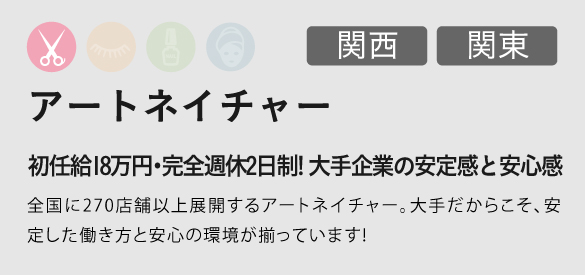 関西 関東
アートネイチャー
初任給18万円・完全週休2日制! 大手企業の安定感と安心感
全国に270店舗以上展開するアートネイチャー。大手だからこそ、安
定した働き方と安心の環境が揃っています!